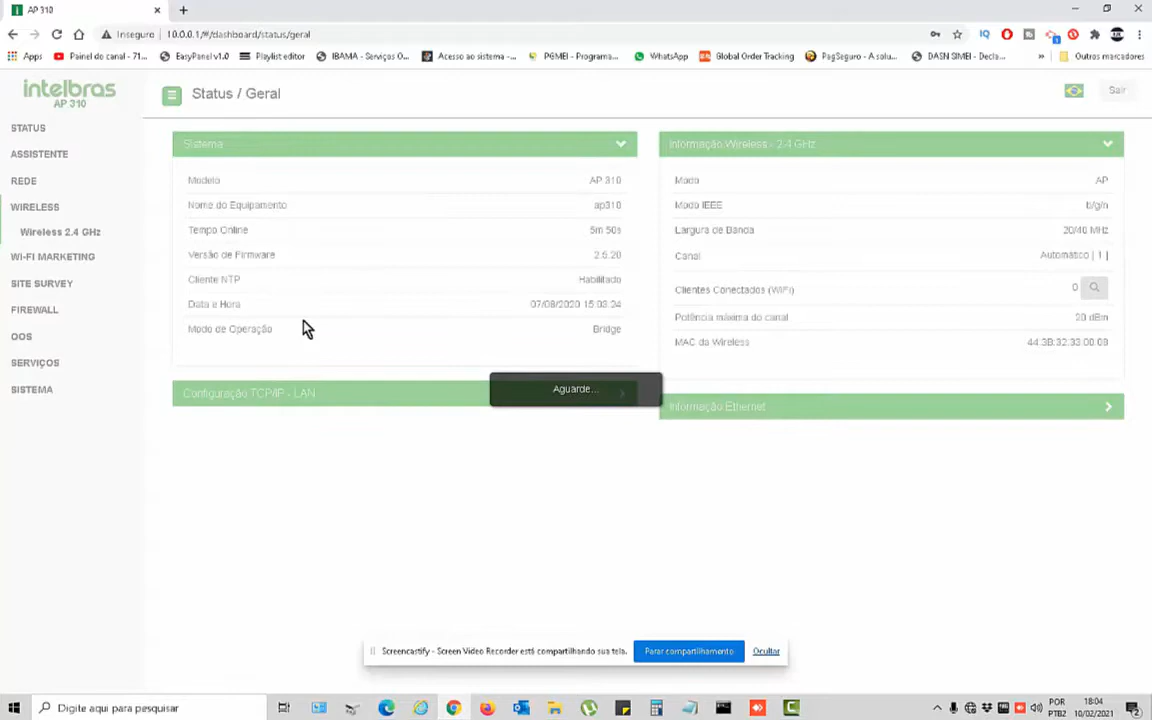 AP 310
Inseguro
10.0.0.1/#/dashboard/status/geral
Apps
Painel do canal - 71...
EasyPanel v1.0
Playlist editor
IBAMA - Serviços O...
Acesso ao sistema -...
PGMEI - Programa...
WhatsApp
Global Order Tracking
PagSeguro - A solu...
DASN SIMEI - Decla...
Outros marcadores
intelbras
AP 310
Status / Geral
Sair
STATUS
ASSISTENTE
REDE
WIRELESS
Wireless 2.4 GHz
WI-FI MARKETING
SITE SURVEY
FIREWALL
QOS
SERVIÇOS
SISTEMA
Sistema
Modelo AP 310
Nome do Equipamento ap310
Tempo Online 5m 50s
Versão de Firmware 2.5.20
Cliente NTP Habilitado
Data e Hora 07/08/2020 15:03:24
Modo de Operação Bridge
Configuração TCP/IP - LAN
Informação Wireless - 2.4 GHz
Modo AP
Modo IEEE b/g/n
Largura de Banda 20/40 MHz
Canal Automático | 1 |
Clientes Conectados (WiFi) 0
Potência máxima do canal 20 dBm
MAC da Wireless 44:3B:32:33:00:08
Informação Ethernet
Aguarde...
Screencastify - Screen Video Recorder está compartilhando sua tela.
Parar compartilhamento
Ocultar
Digite aqui para pesquisar
POR
PTB2
18:04
10/02/2021
2